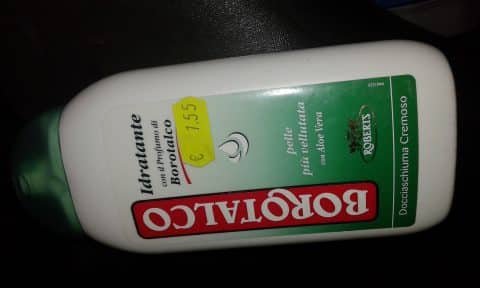 Idratante
con il Profumo di
Borotalco
€ 1,55
BOROTALCO
pelle
più vellutata
con Aloe Vera
ROBERTS
Docciaschiuma Cremoso